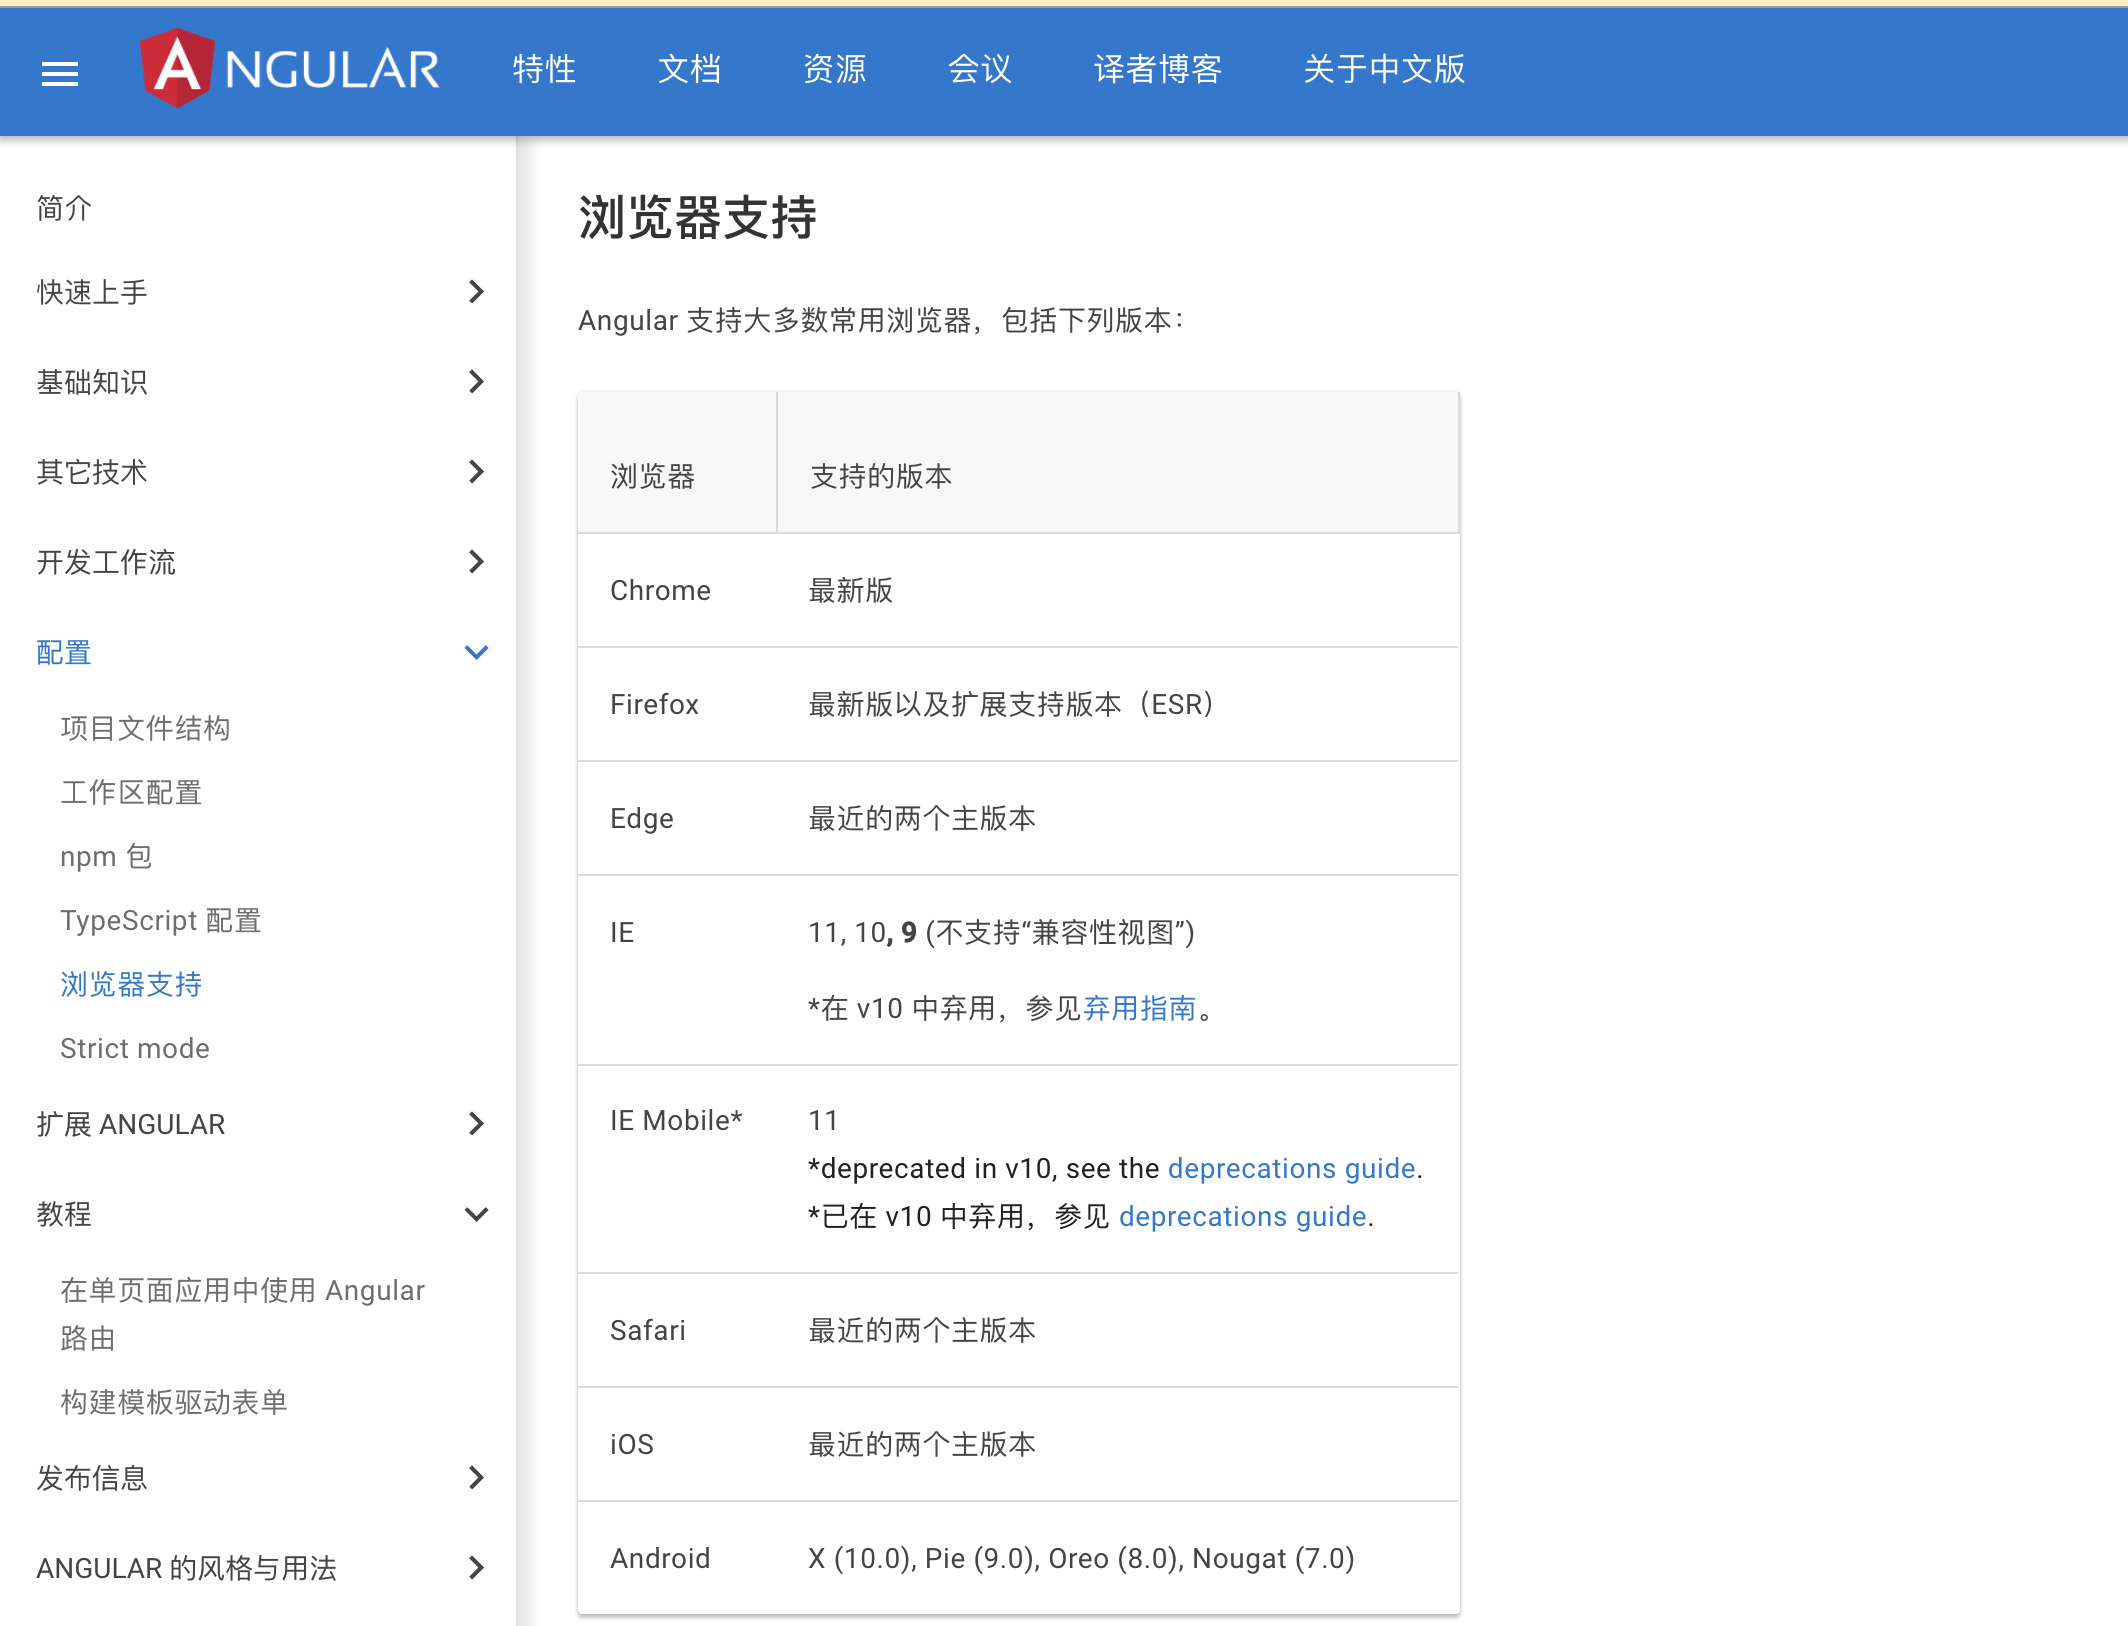 ANGULAR
特性
文档
资源
会议
译者博客
关于中文版
简介
快速上手
基础知识
其它技术
开发工作流
配置
项目文件结构
工作区配置
npm 包
TypeScript 配置
浏览器支持
Strict mode
扩展 ANGULAR
教程
在单页面应用中使用 Angular
路由
构建模板驱动表单
发布信息
ANGULAR 的风格与用法
浏览器支持
Angular 支持大多数常用浏览器，包括下列版本：
浏览器 支持的版本
Chrome 最新版
Firefox 最新版以及扩展支持版本（ESR）
Edge 最近的两个主版本
IE 11, 10, 9 (不支持“兼容性视图”)
*在 v10 中弃用，参见弃用指南。
IE Mobile* 11
*deprecated in v10, see the deprecations guide.
*已在 v10 中弃用，参见 deprecations guide.
Safari 最近的两个主版本
iOS 最近的两个主版本
Android X (10.0), Pie (9.0), Oreo (8.0), Nougat (7.0)